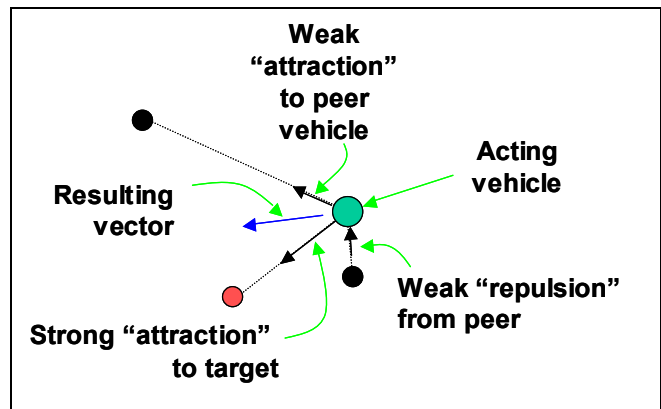 Weak
“attraction”
to peer
vehicle
Acting
vehicle
Resulting
vector
Weak “repulsion”
from peer
Strong “attraction”
to target